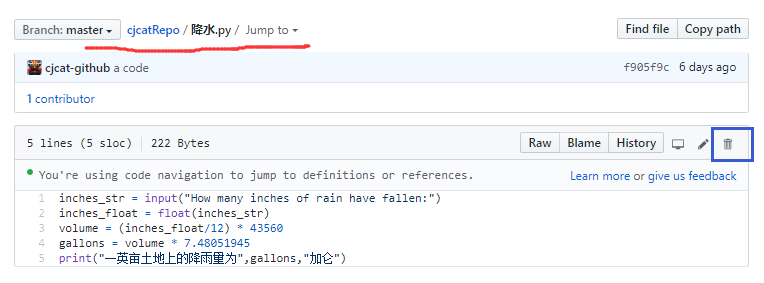 Branch: master cjcatRepo / 降水.py / Jump to Find file Copy path
cjcat-github a code f905f9c 6 days ago
1 contributor
5 lines (5 sloc) 222 Bytes Raw Blame History
You're using code navigation to jump to definitions or references. Learn more or give us feedback
1 inches_str = input("How many inches of rain have fallen:")
2 inches_float = float(inches_str)
3 volume = (inches_float/12) * 43560
4 gallons = volume * 7.48051945
5 print("一英亩土地上的降雨里为",gallons,"加仑")